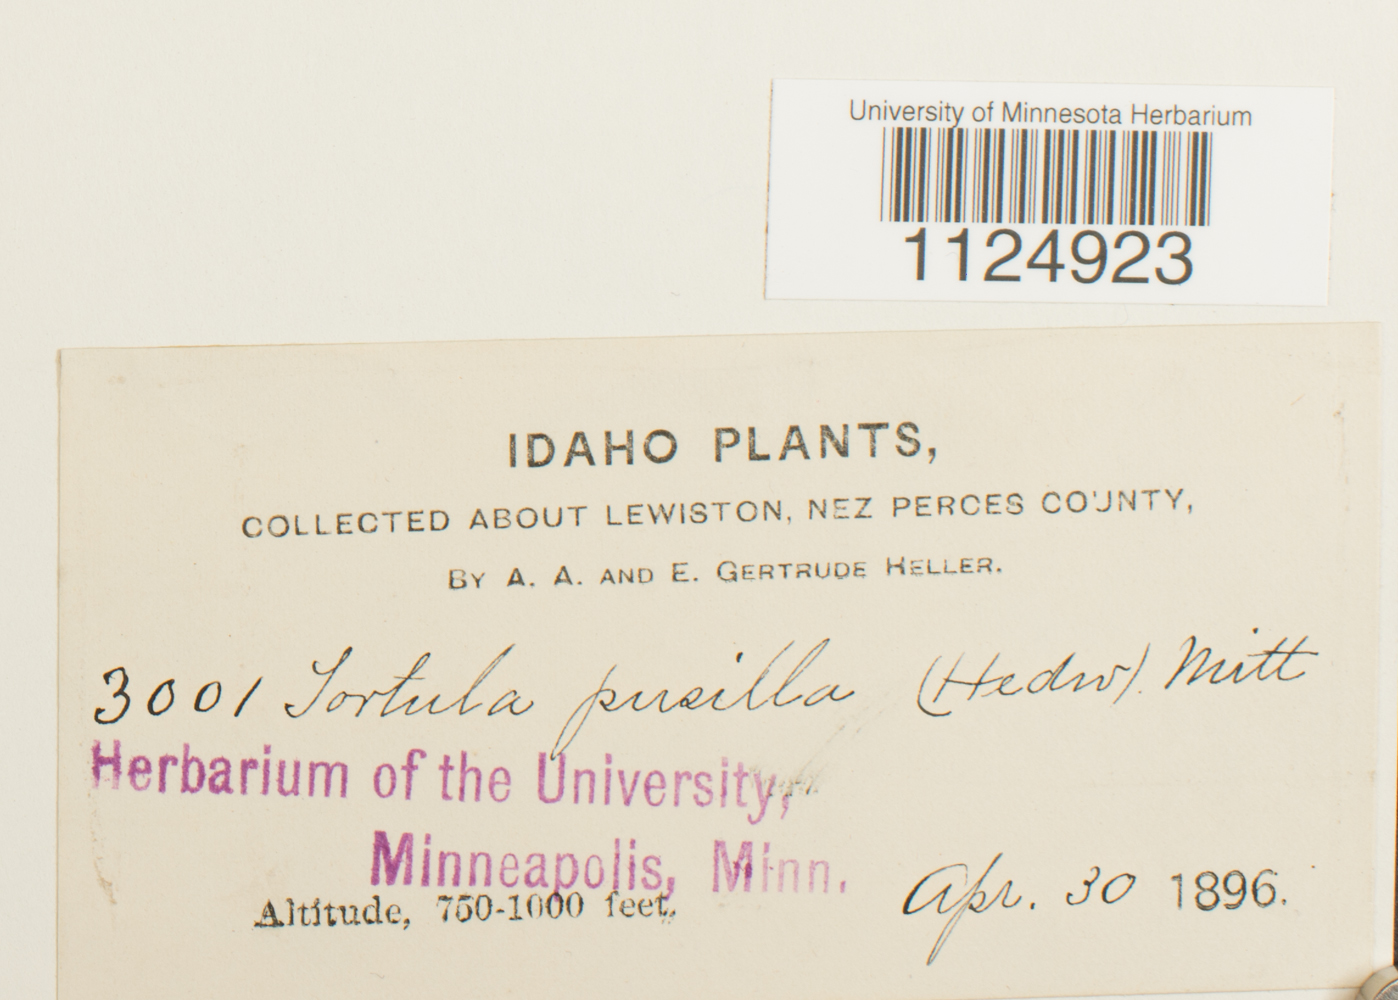 University of Minnesota Herbarium
1124923
IDAHO PLANTS,
COLLECTED ABOUT LEWISTON, NEZ PERCES COUNTY,
BY A. A. AND E. GERTRUDE HELLER.
3001 Tortula pusilla (Hedw). Mitt
Herbarium of the University,
Minneapolis, Minn.
Altitude, 750-1000 feet.
Apr. 30 1896.